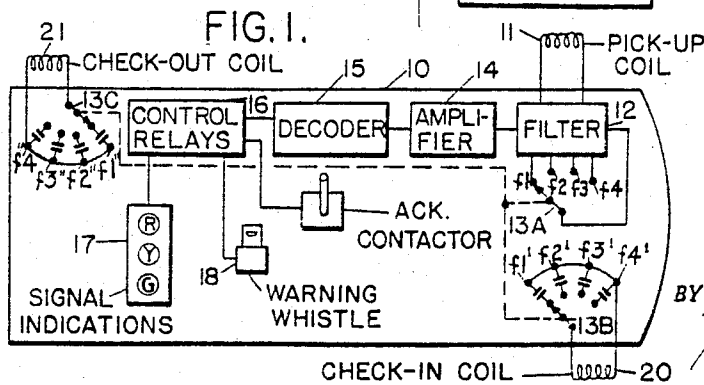 FIG. 1.
21
CHECK-OUT COIL
11
PICK-UP COIL
15
10
14
13C
CONTROL RELAYS
16
DECODER
AMPLI-FIER
FILTER
12
f4" f3" f2" f1"
f1 f2 f3 f4
13A
ACK. CONTACTOR
17
R
Y
G
18
SIGNAL INDICATIONS
WARNING WHISTLE
f1' f2' f3' f4'
13B
BY
CHECK-IN COIL
20